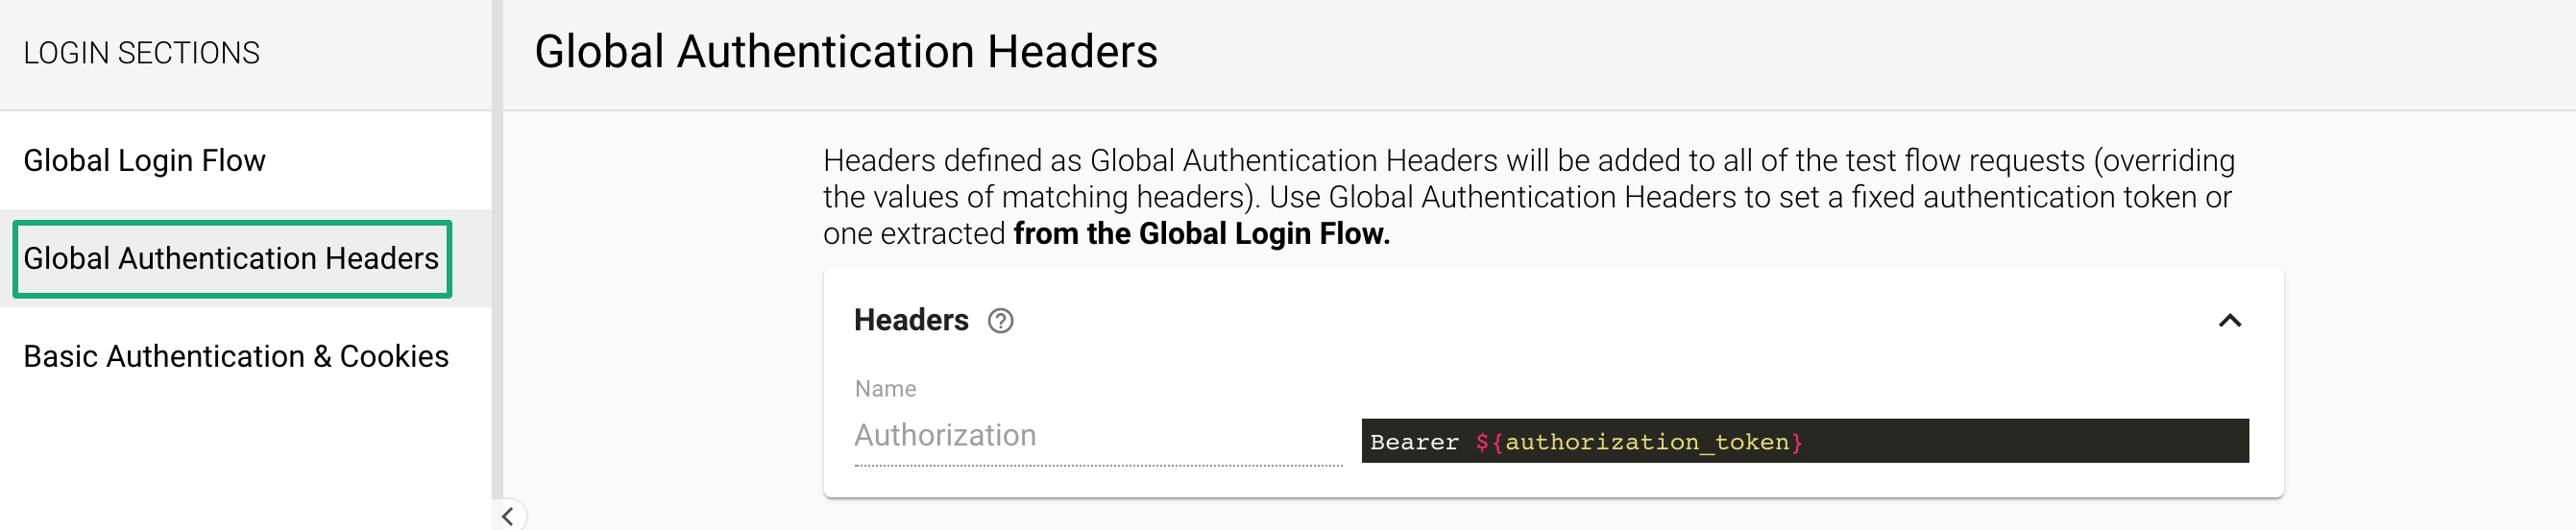 LOGIN SECTIONS
Global Login Flow
Global Authentication Headers
Basic Authentication & Cookies
Global Authentication Headers
Headers defined as Global Authentication Headers will be added to all of the test flow requests (overriding
the values of matching headers). Use Global Authentication Headers to set a fixed authentication token or
one extracted from the Global Login Flow.
Headers
Name
Authorization
Bearer ${authorization_token}